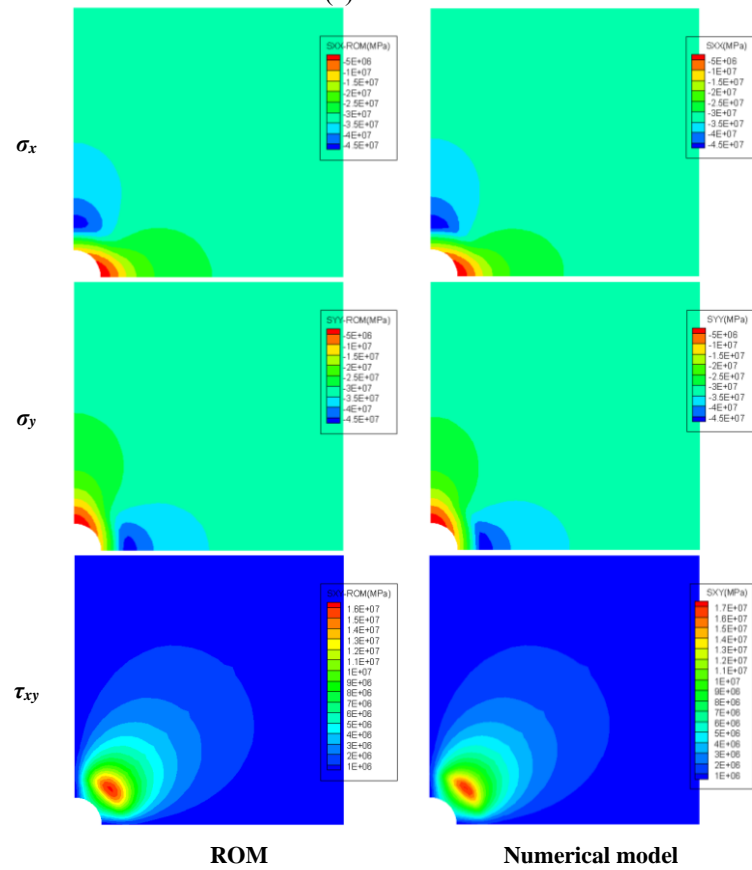 SXX-ROM(MPa)
-5E+06
-1E+07
-1.5E+07
-2E+07
-2.5E+07
-3E+07
-3.5E+07
-4E+07
-4.5E+07
SXX(MPa)
-5E+06
-1E+07
-1.5E+07
-2E+07
-2.5E+07
-3E+07
-3.5E+07
-4E+07
-4.5E+07
σx
SYY-ROM(MPa)
-5E+06
-1E+07
-1.5E+07
-2E+07
-2.5E+07
-3E+07
-3.5E+07
-4E+07
-4.5E+07
SYY(MPa)
-5E+06
-1E+07
-1.5E+07
-2E+07
-2.5E+07
-3E+07
-3.5E+07
-4E+07
-4.5E+07
σy
SXY-ROM(MPa)
1.6E+07
1.5E+07
1.4E+07
1.3E+07
1.2E+07
1.1E+07
1E+07
9E+06
8E+06
7E+06
6E+06
5E+06
4E+06
3E+06
2E+06
1E+06
SXY(MPa)
1.7E+07
1.6E+07
1.5E+07
1.4E+07
1.3E+07
1.2E+07
1.1E+07
1E+07
9E+06
8E+06
7E+06
6E+06
5E+06
4E+06
3E+06
2E+06
1E+06
τxy
ROM
Numerical model